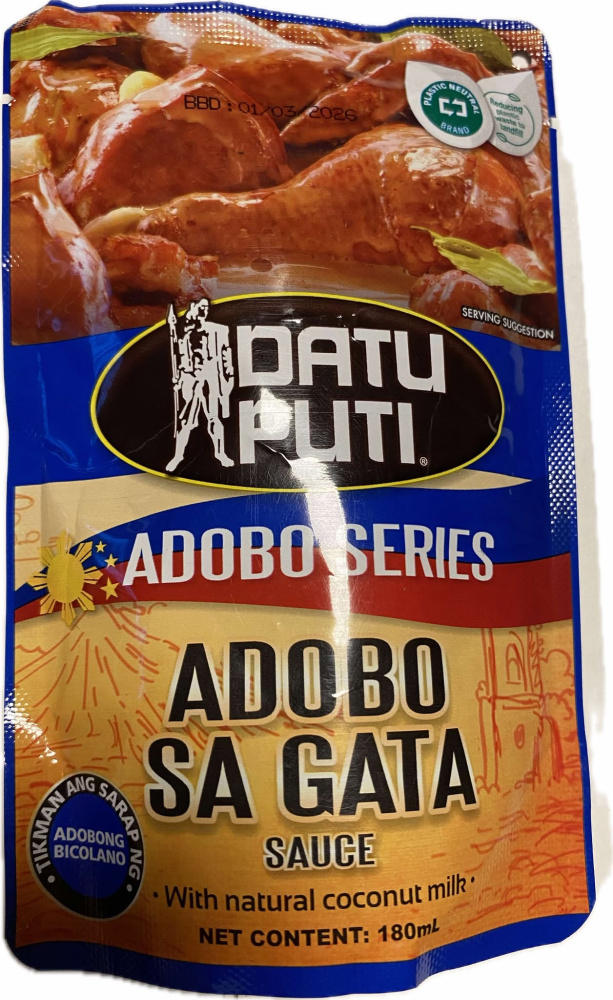 BBD : 01/03/2026
PLASTIC NEUTRAL
BRAND
Reducing
plastic
waste to
landfill
SERVING SUGGESTION
DATU
PUTI®
ADOBO SERIES
ADOBO
SA GATA
SAUCE
TIKMAN ANG SARAP NG
ADOBONG
BICOLANO
• With natural coconut milk •
NET CONTENT: 180mL